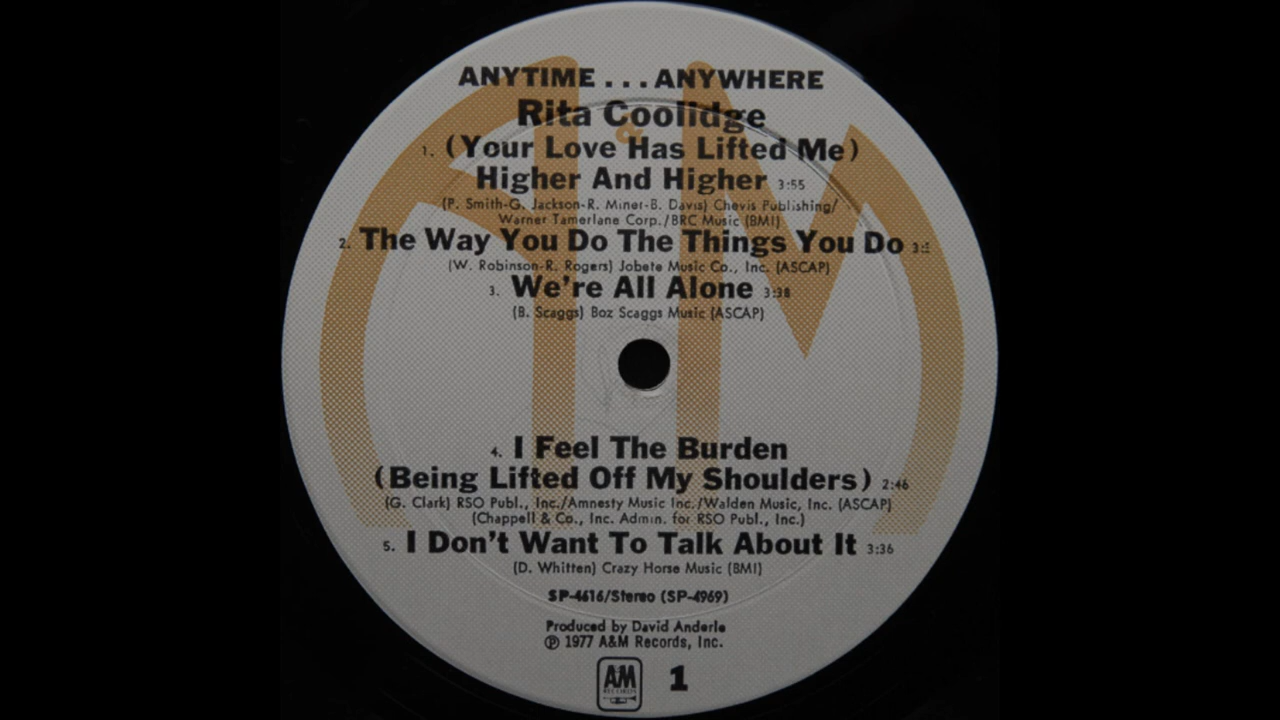 ANYTIME . . . ANYWHERE
Rita Coolidge
1. (Your Love Has Lifted Me)
Higher And Higher 3:55
(P. Smith-G. Jackson-R. Miner-B. Davis) Chevis Publishing/
Warner Tamerlane Corp./BRC Music (BMI)
2. The Way You Do The Things You Do
(W. Robinson-R. Rogers) Jobete Music Co., Inc. (ASCAP)
3. We're All Alone 3:38
(B. Scaggs) Boz Scaggs Music (ASCAP)
4. I Feel The Burden
(Being Lifted Off My Shoulders) 2:46
(G. Clark) RSO Publ., Inc./Amnesty Music Inc./Walden Music, Inc. (ASCAP)
(Chappell & Co., Inc. Admin. for RSO Publ., Inc.)
5. I Don't Want To Talk About It 3:36
(D. Whitten) Crazy Horse Music (BMI)
SP-4616/Stereo (SP-4969)
Produced by David Anderle
Ⓟ 1977 A&M Records, Inc.
A&M RECORDS 1